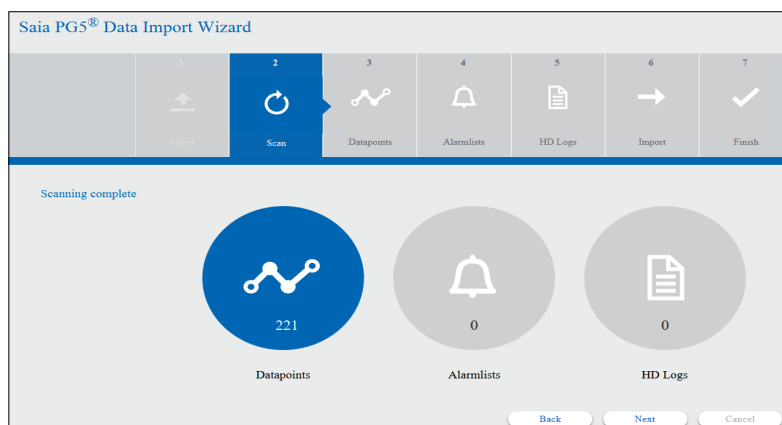 Saia PG5® Data Import Wizard
1 2 3 4 5 6 7
Select Scan Datapoints Alarmlists HD Logs Import Finish
Scanning complete
221 0 0
Datapoints Alarmlists HD Logs
Back Next Cancel